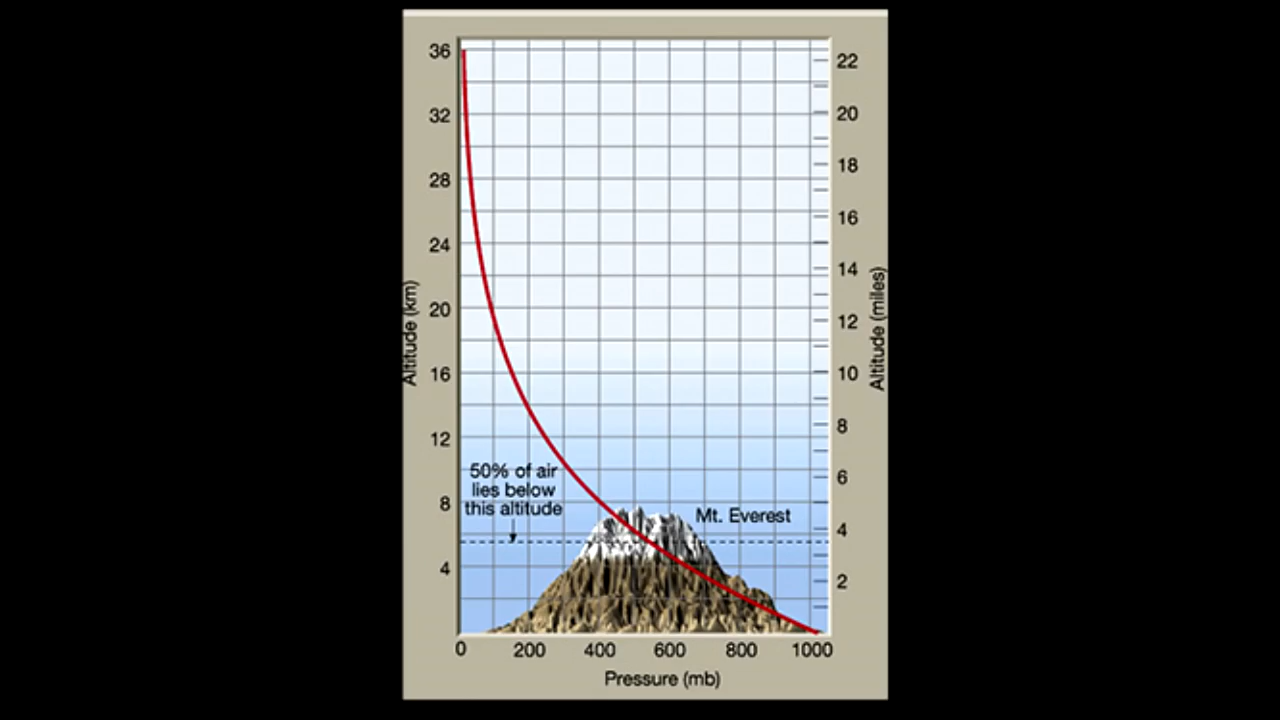 36
32
28
24
20
16
12
8
4
Altitude (km)
22
20
18
16
14
12
10
8
6
4
2
Altitude (miles)
50% of air
lies below
this altitude
Mt. Everest
0 200 400 600 800 1000
Pressure (mb)